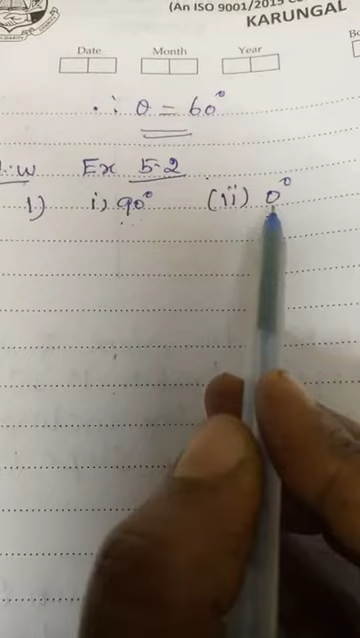 (An ISO 9001/2015
KARUNGAL
Date Month Year
∴ θ = 60°
H.W Ex 5.2
1) i) 90° (ii) 0°